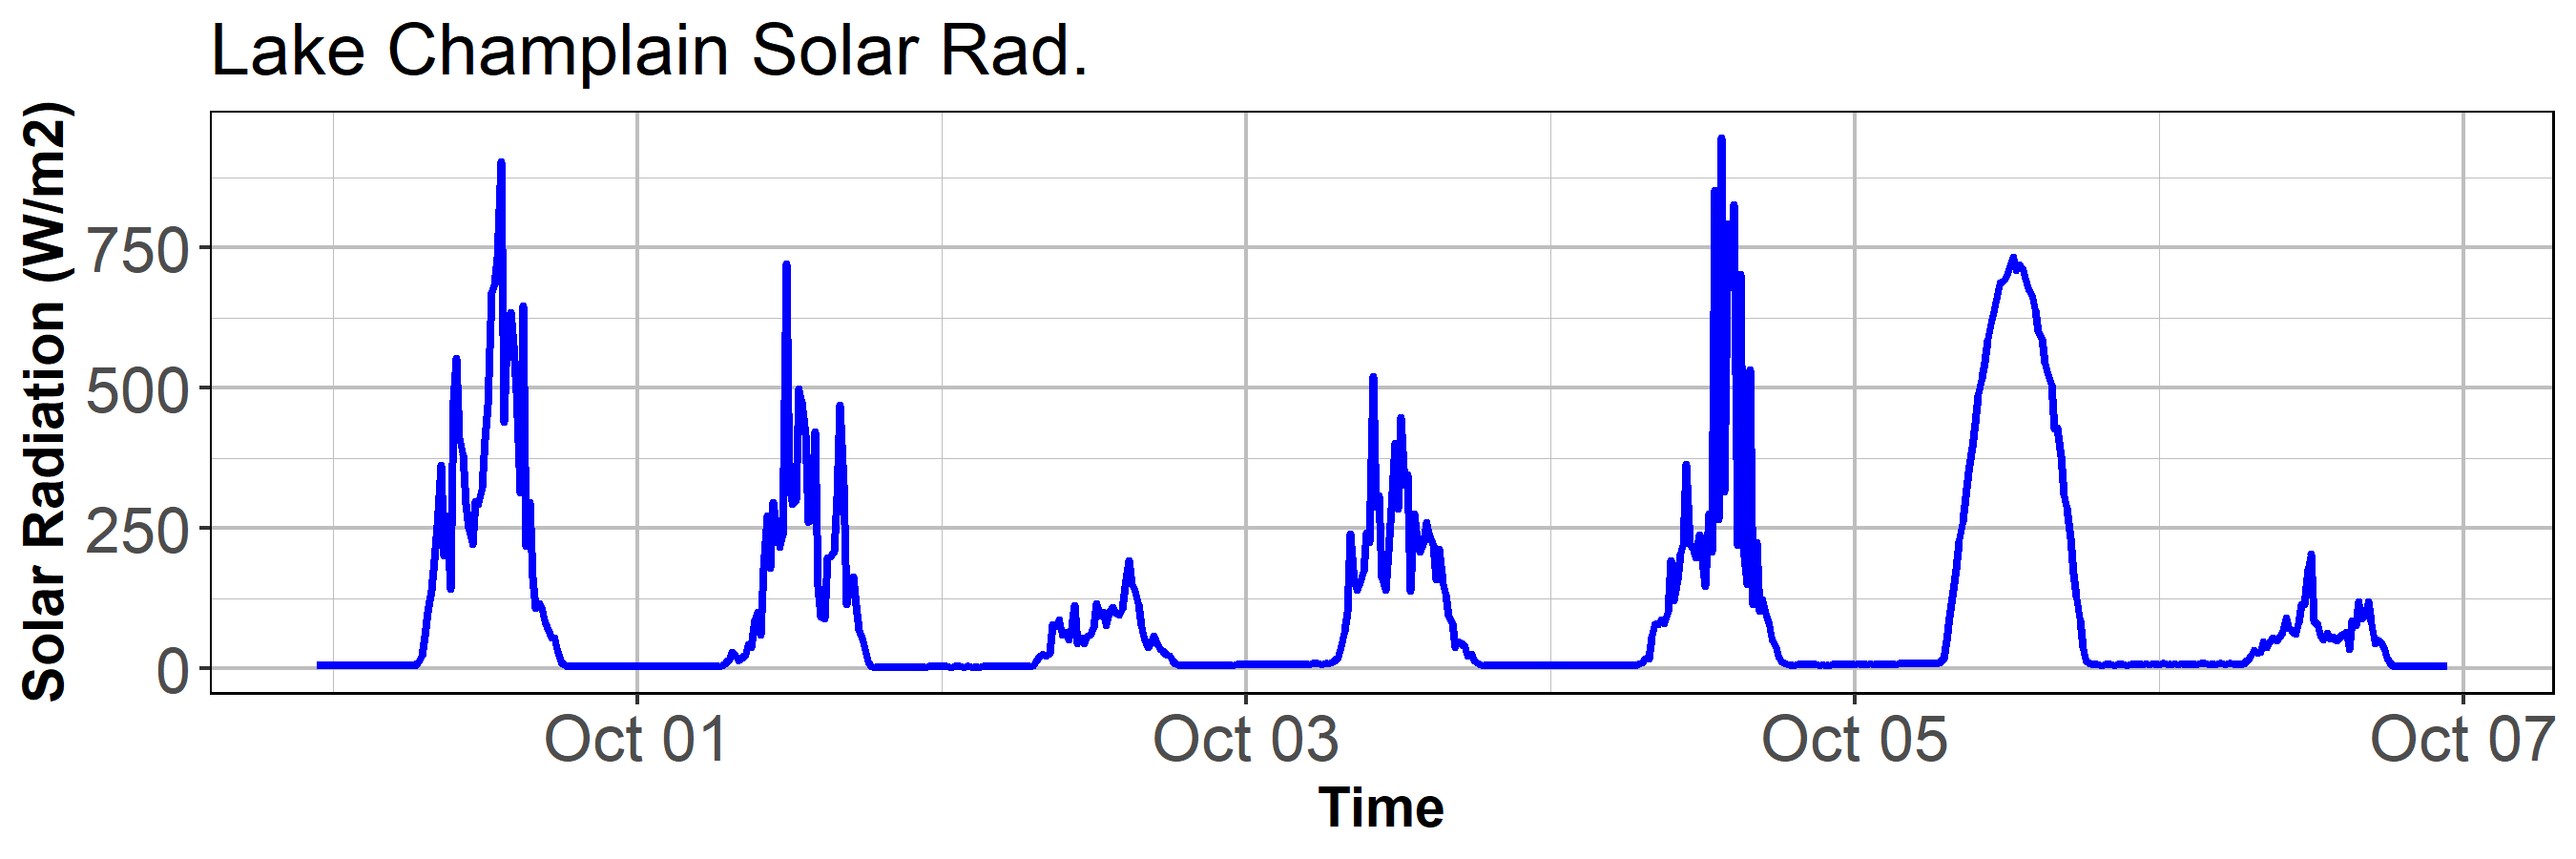 Lake Champlain Solar Rad.
Solar Radiation (W/m2)
750
500
250
0
Oct 01 Oct 03 Oct 05 Oct 07
Time